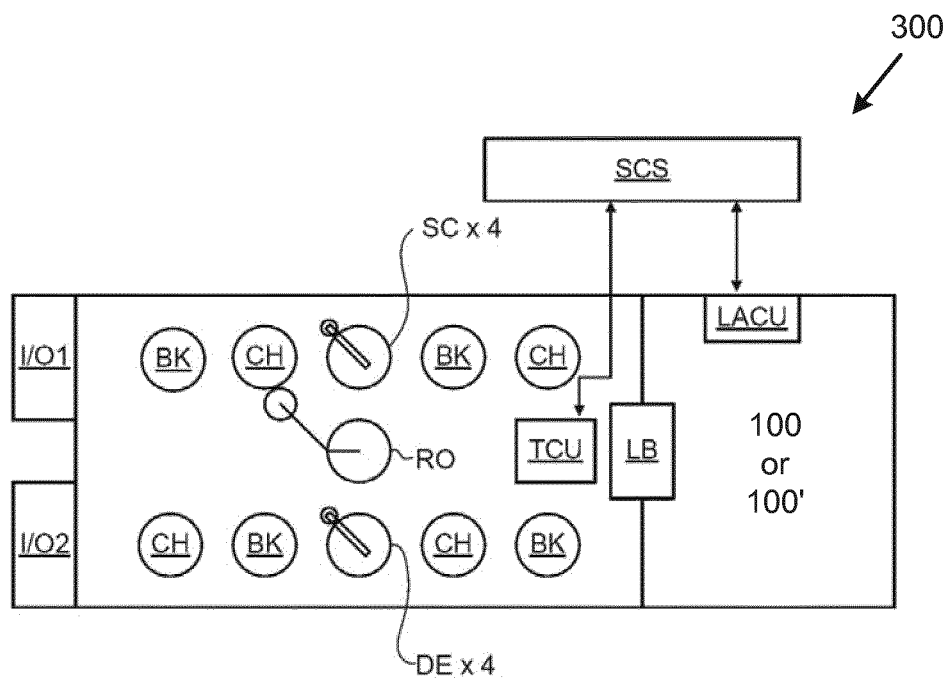 300
SCS
SC x 4
I/O1
BK
CH
BK
CH
LACU
RO
TCU
LB
100
or
100'
I/O2
CH
BK
CH
BK
DE x 4